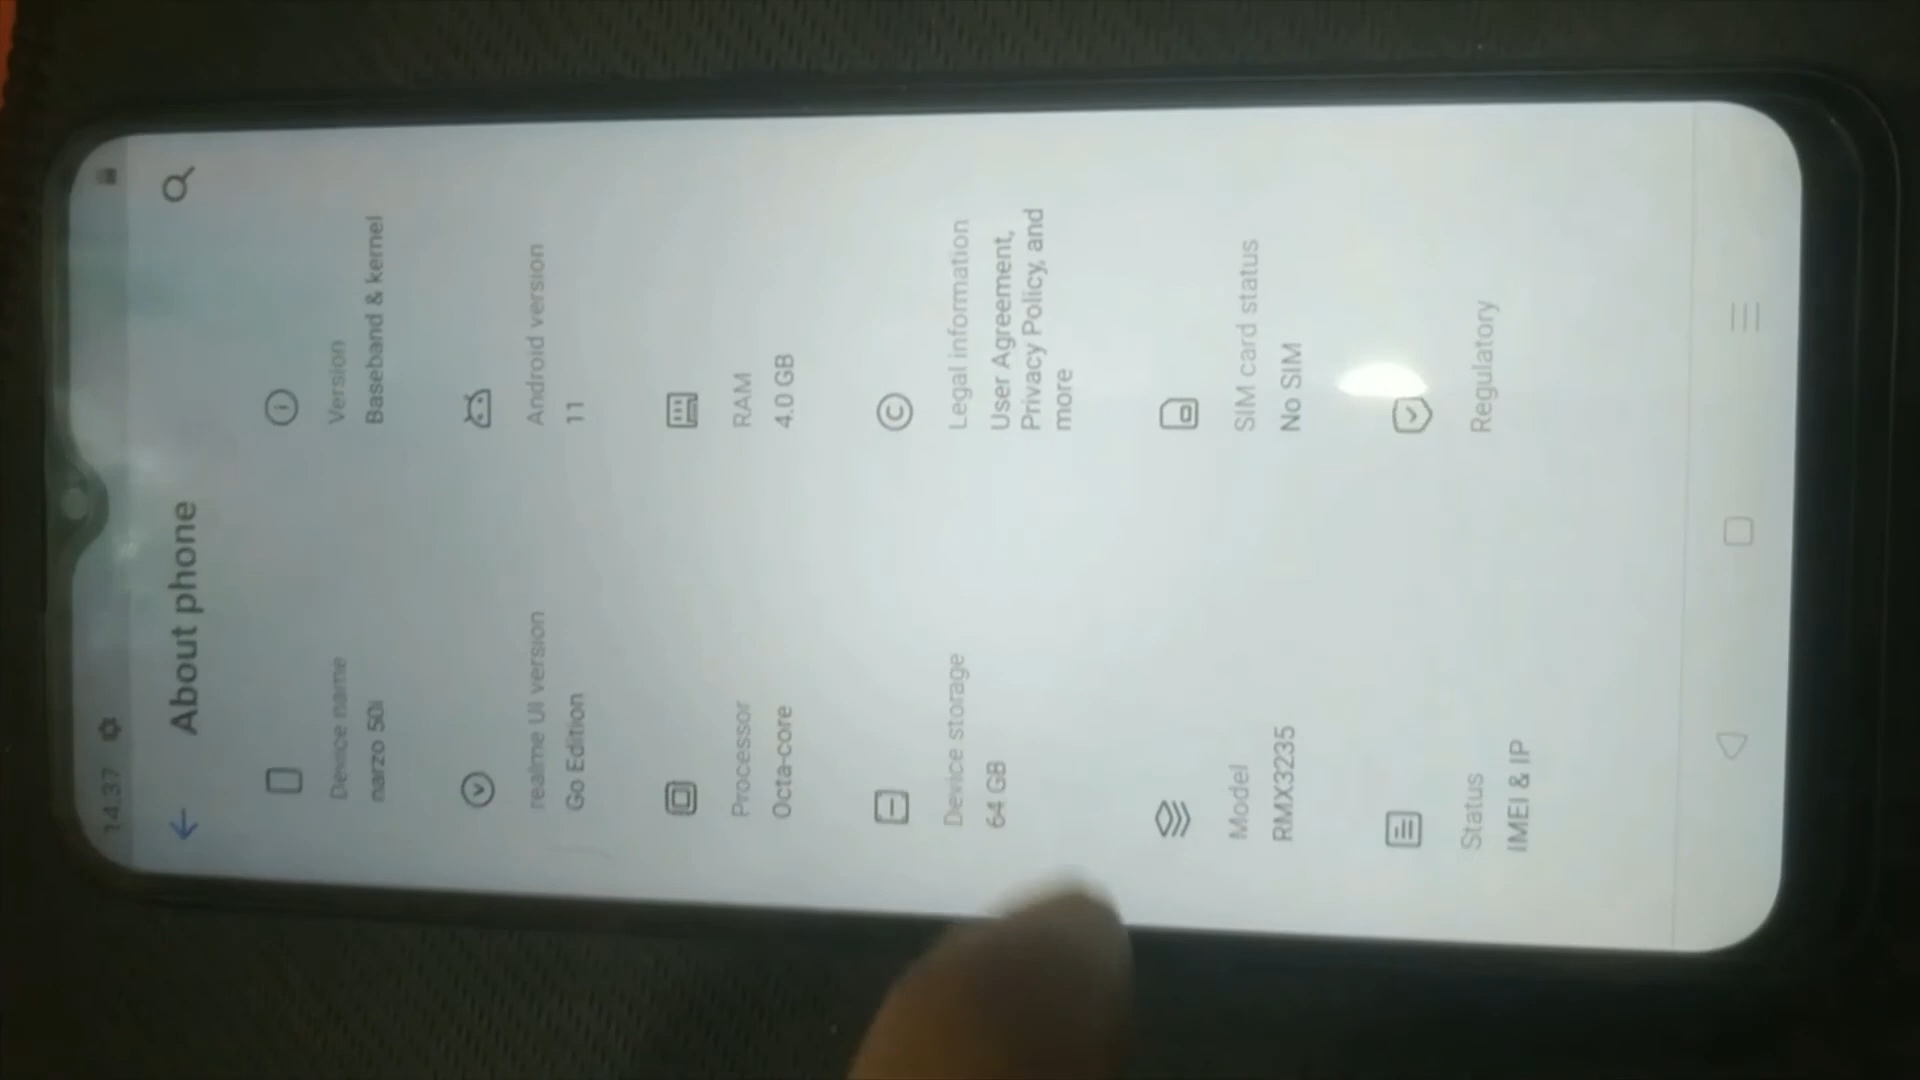 14:37
About phone
Device name
narzo 50i
Version
Baseband & kernel
realme UI version
Go Edition
Android version
11
Processor
Octa-core
RAM
4.0 GB
Device storage
64 GB
Legal information
User Agreement,
Privacy Policy, and
more
Model
RMX3235
SIM card status
No SIM
Status
IMEI & IP
Regulatory